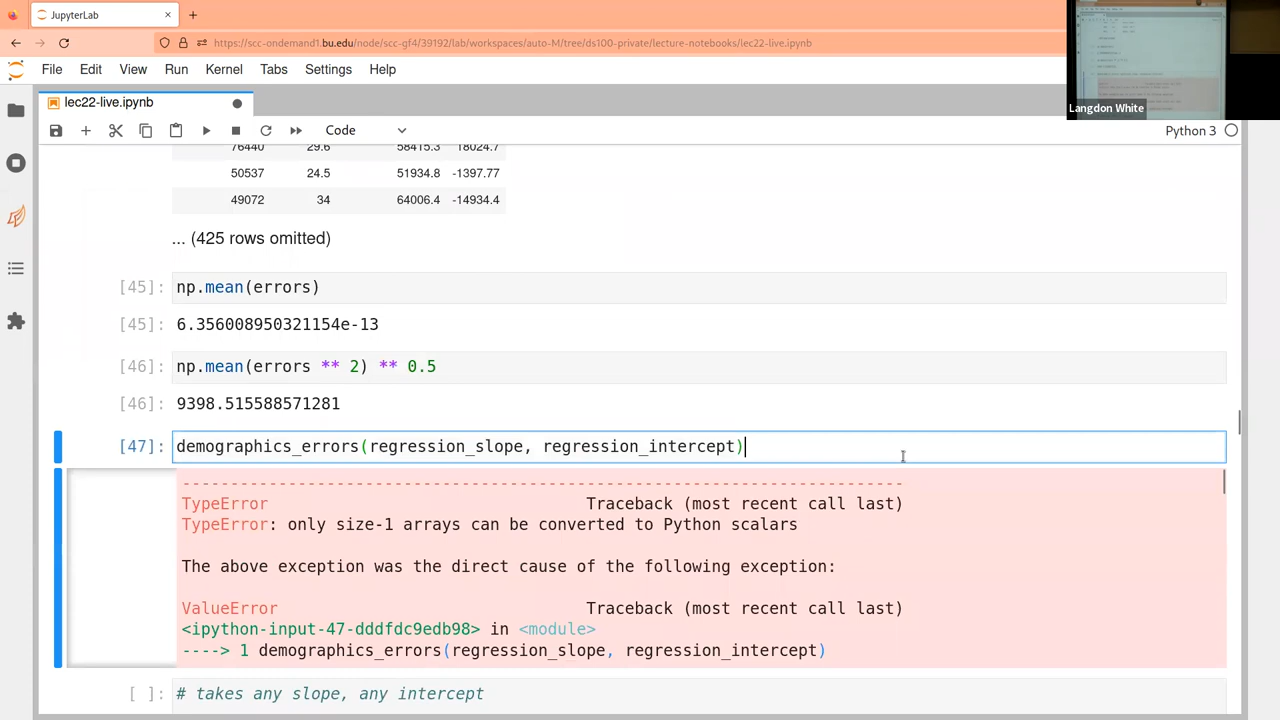 JupyterLab
https://scc-ondemand1.bu.edu/node/scc-gf4/39192/lab/workspaces/auto-M/tree/ds100-private/lecture-notebooks/lec22-live.ipynb
File Edit View Run Kernel Tabs Settings Help
Langdon White
lec22-live.ipynb
Code
Python 3
76440 29.6 58415.3 18024.7
50537 24.5 51934.8 -1397.77
49072 34 64006.4 -14934.4
... (425 rows omitted)
[45]: np.mean(errors)
[45]: 6.356008950321154e-13
[46]: np.mean(errors ** 2) ** 0.5
[46]: 9398.515588571281
[47]: demographics_errors(regression_slope, regression_intercept)
---------------------------------------------------------------------------
TypeError Traceback (most recent call last)
TypeError: only size-1 arrays can be converted to Python scalars
The above exception was the direct cause of the following exception:
ValueError Traceback (most recent call last)
<ipython-input-47-dddfdc9edb98> in <module>
----> 1 demographics_errors(regression_slope, regression_intercept)
[ ]: # takes any slope, any intercept